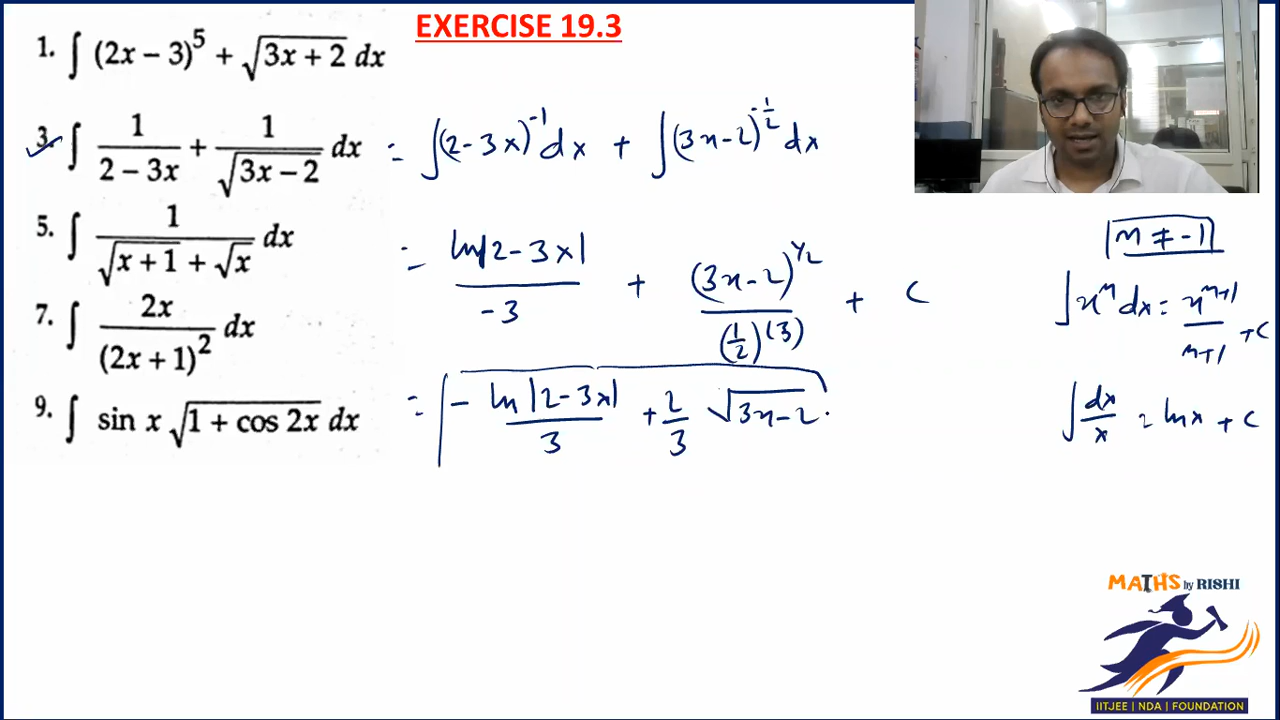 EXERCISE 19.3
1. ∫ (2x − 3)^5 + √(3x + 2) dx
3. ∫ 1/(2 − 3x) + 1/√(3x − 2) dx = ∫(2-3x)^-1 dx + ∫(3x-2)^-1/2 dx
5. ∫ 1/(√(x + 1) + √x) dx
= ln|2-3x|/-3 + (3x-2)^1/2/(1/2)(3) + C
7. ∫ 2x/(2x + 1)^2 dx
9. ∫ sin x √(1 + cos 2x) dx
= - ln|2-3x|/3 + 2/3 √(3x-2)
n ≠ -1
∫x^n dx = x^n+1/n+1 + C
∫dx/x = lnx + C
MATHS by RISHI
IITJEE | NDA | FOUNDATION